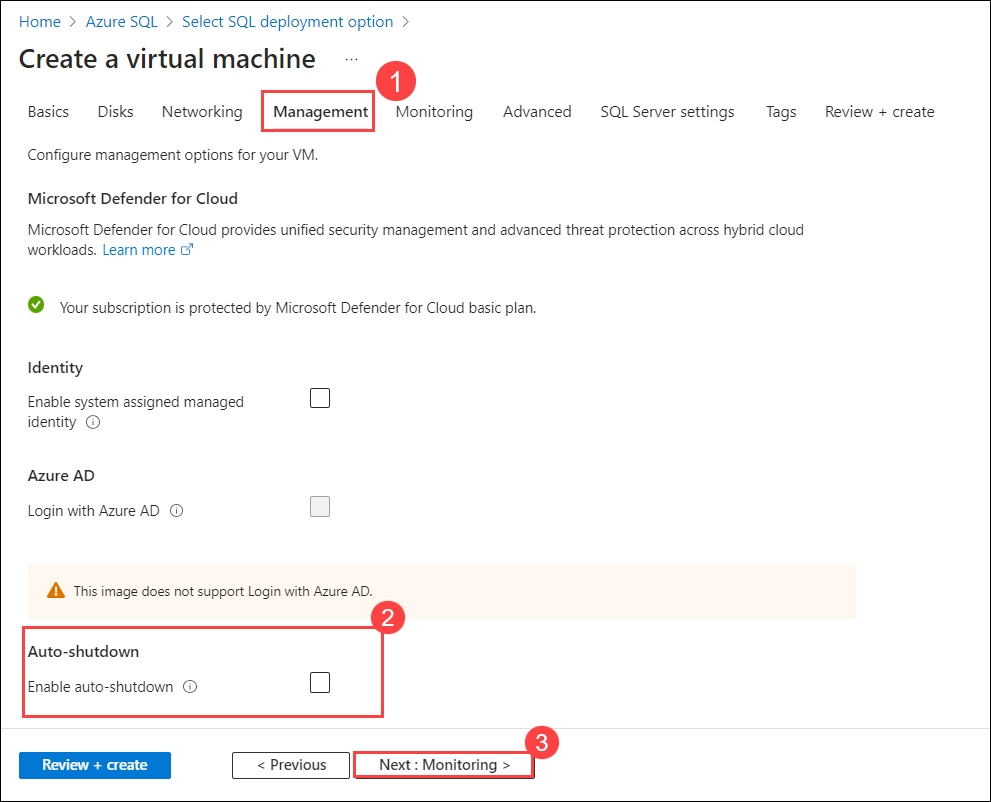 Home > Azure SQL > Select SQL deployment option >
Create a virtual machine ...
1
Basics Disks Networking Management Monitoring Advanced SQL Server settings Tags Review + create
Configure management options for your VM.
Microsoft Defender for Cloud
Microsoft Defender for Cloud provides unified security management and advanced threat protection across hybrid cloud
workloads. Learn more
Your subscription is protected by Microsoft Defender for Cloud basic plan.
Identity
Enable system assigned managed
identity
Azure AD
Login with Azure AD
This image does not support Login with Azure AD.
2
Auto-shutdown
Enable auto-shutdown
3
Review + create < Previous Next : Monitoring >